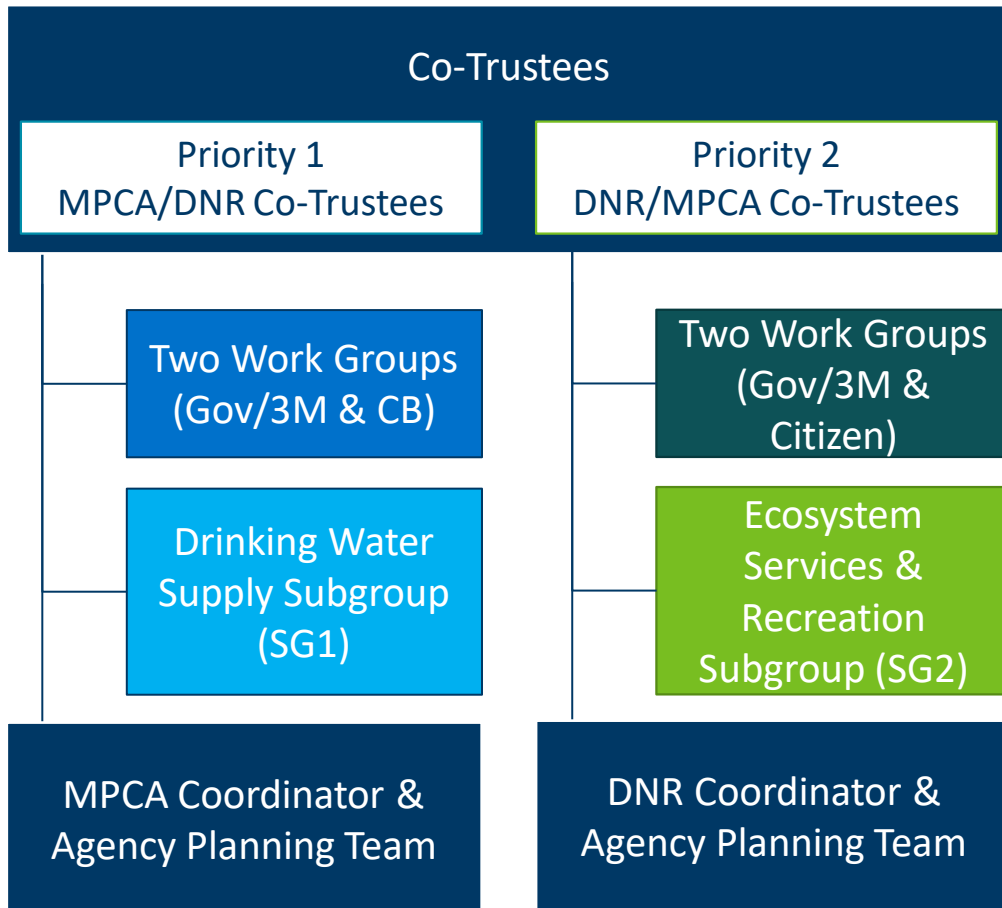 Co-Trustees
Priority 1
MPCA/DNR Co-Trustees
Priority 2
DNR/MPCA Co-Trustees
Two Work Groups
(Gov/3M & CB)
Drinking Water
Supply Subgroup
(SG1)
MPCA Coordinator &
Agency Planning Team
Two Work Groups
(Gov/3M &
Citizen)
Ecosystem
Services &
Recreation
Subgroup (SG2)
DNR Coordinator &
Agency Planning Team